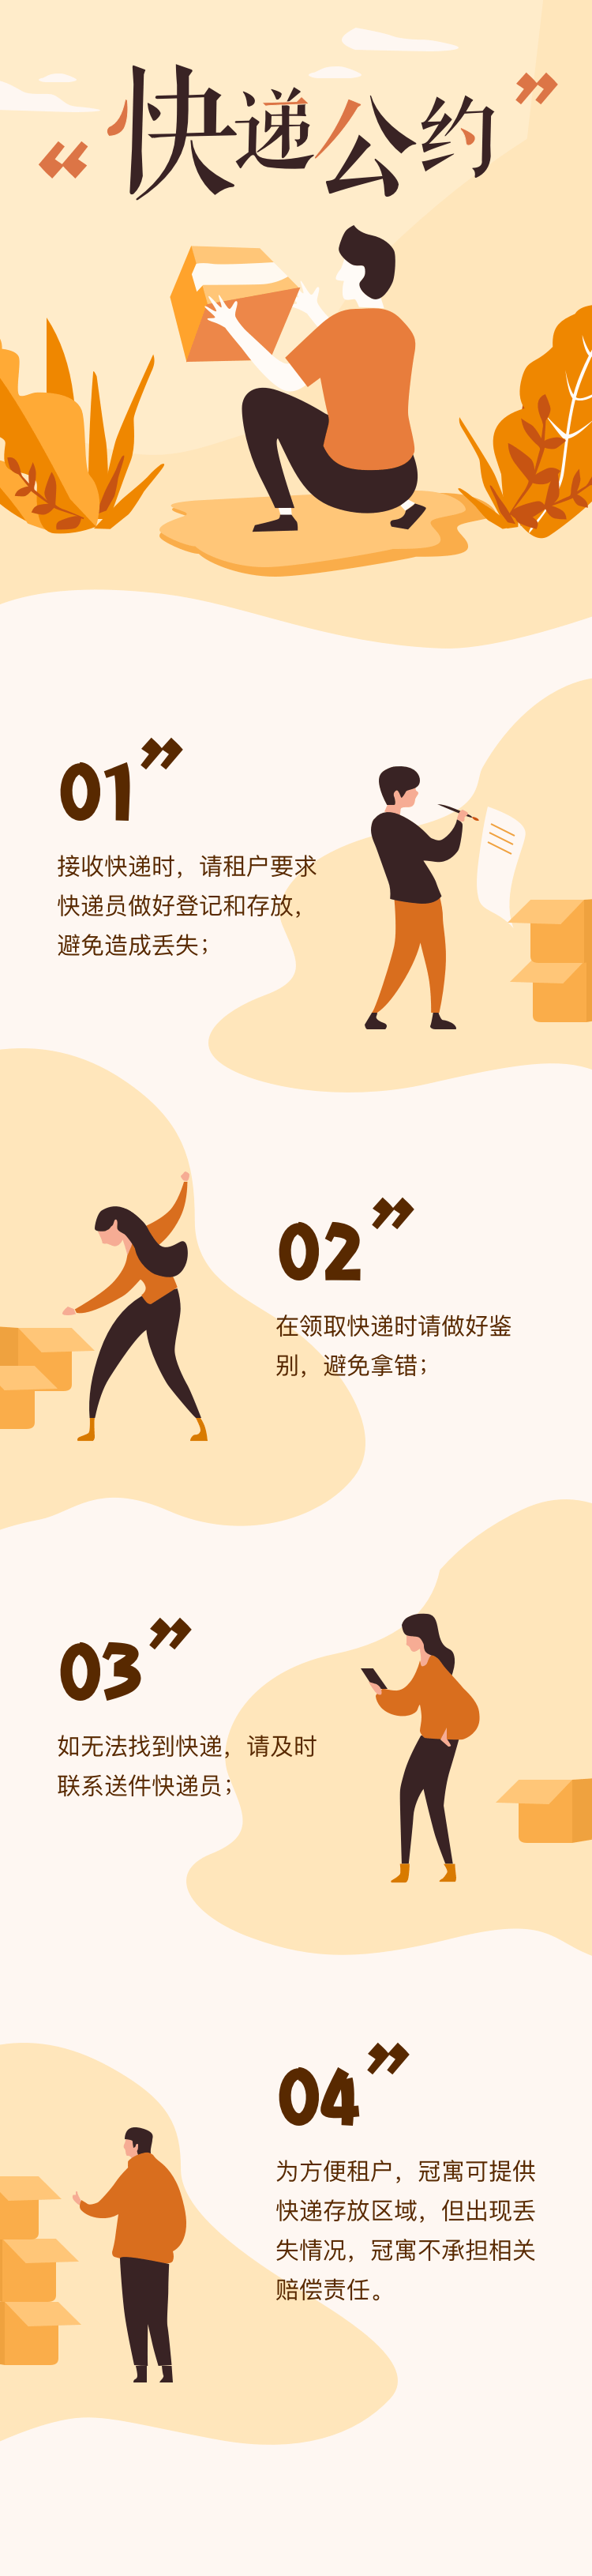 “快递公约”
01”
接收快递时，请租户要求
快递员做好登记和存放，
避免造成丢失；
02”
在领取快递时请做好鉴
别，避免拿错；
03”
如无法找到快递，请及时
联系送件快递员；
04”
为方便租户，冠寓可提供
快递存放区域，但出现丢
失情况，冠寓不承担相关
赔偿责任。